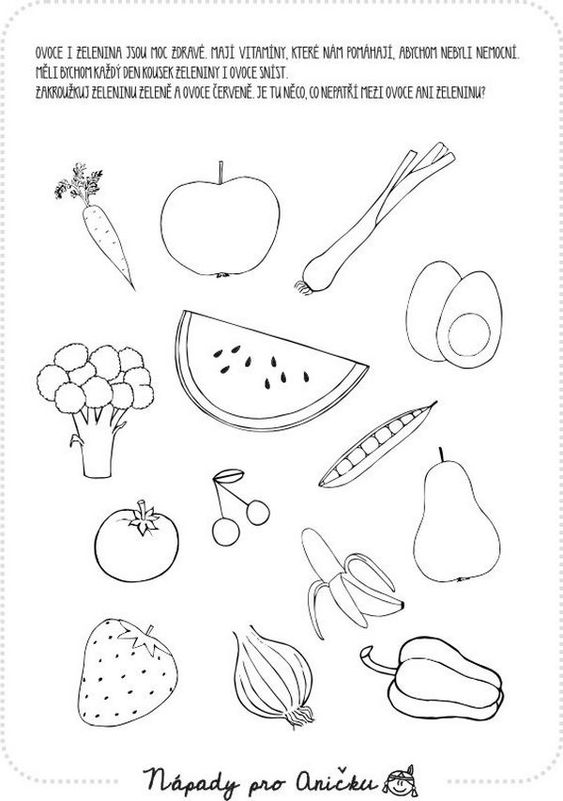 OVOCE I ZELENINA JSOU MOC ZDRAVÉ. MAJÍ VITAMÍNY, KTERÉ NÁM POMÁHAJÍ, ABYCHOM NEBYLI NEMOCNÍ.
MĚLI BYCHOM KAŽDÝ DEN KOUSEK ZELENINY I OVOCE SNÍST.
ZAKROUŽKUJ ZELENINU ZELENĚ A OVOCE ČERVENĚ. JE TU NĚCO, CO NEPATŘÍ MEZI OVOCE ANI ZELENINU?
Nápady pro Aničku